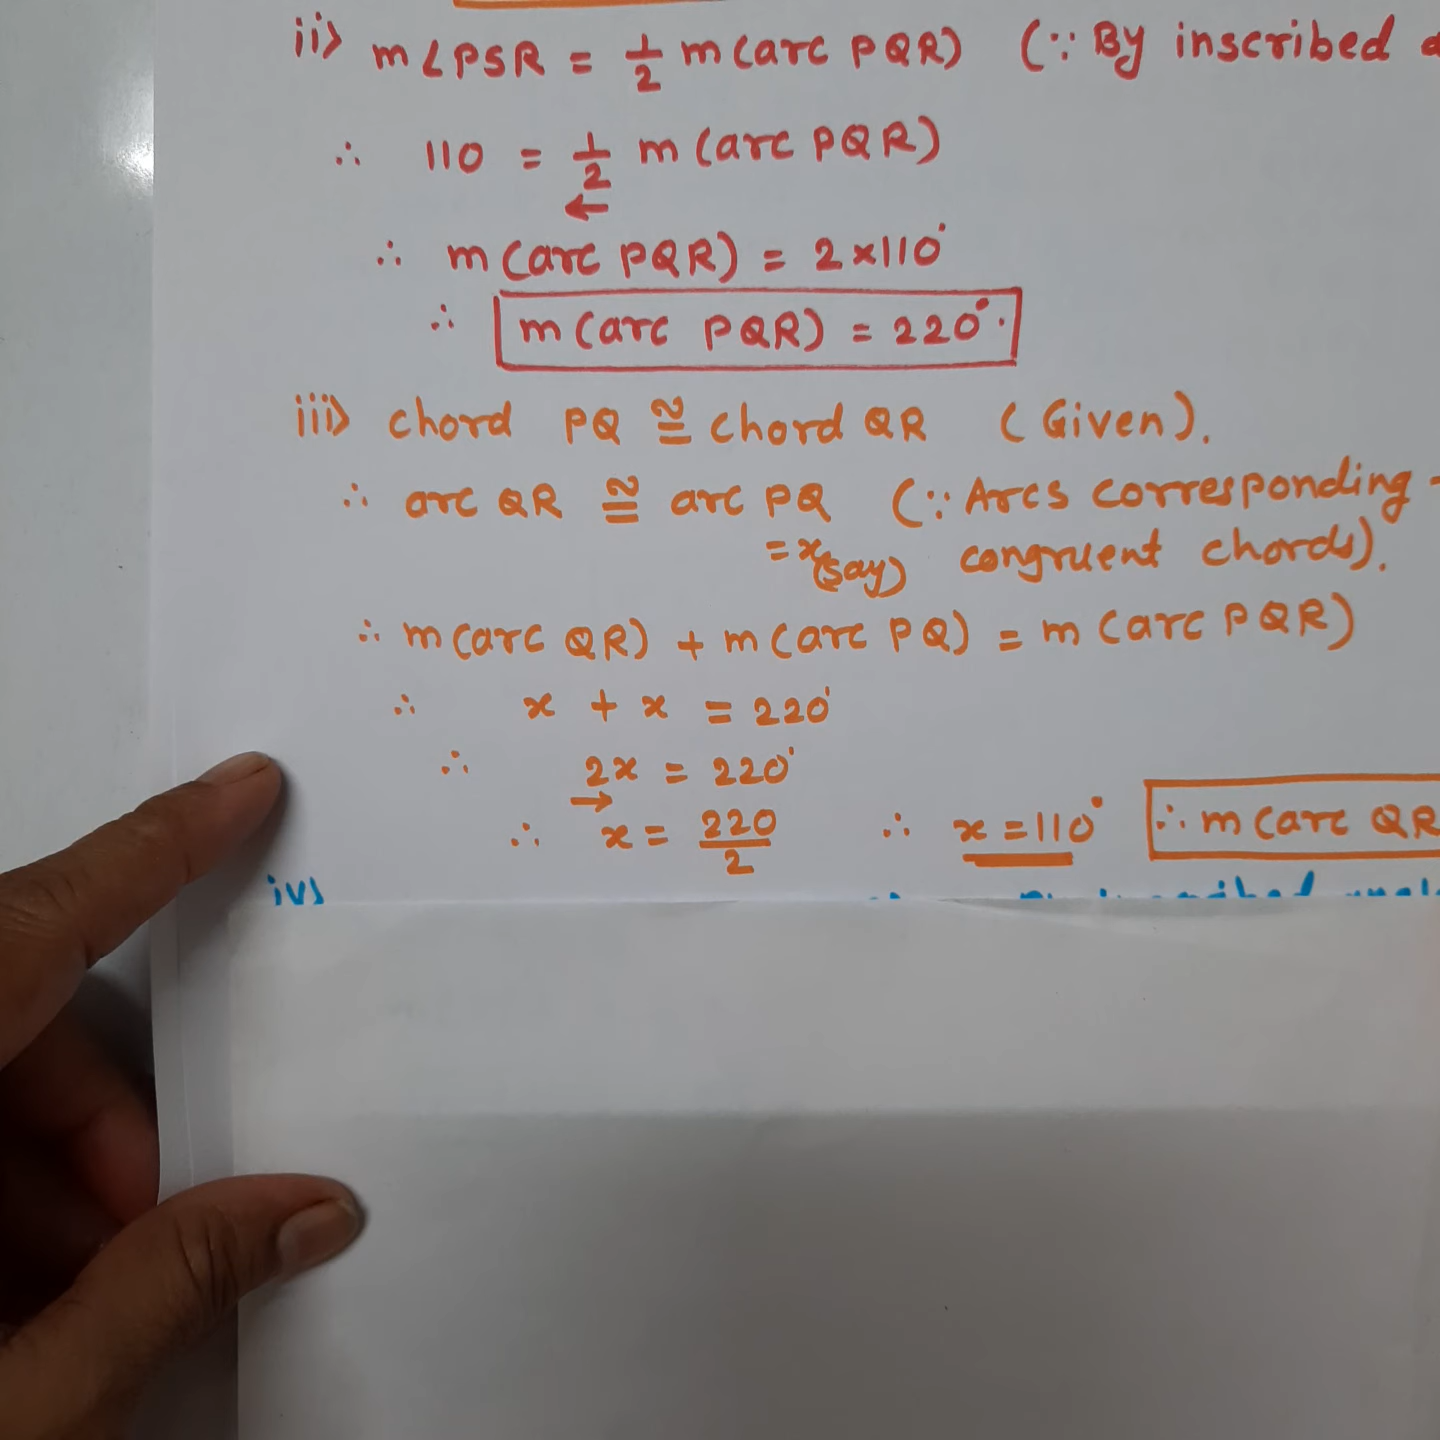 ii) m∠PSR = 1/2 m(arc PQR) (∵ By inscribed
∴ 110 = 1/2 m(arc PQR)
∴ m(arc PQR) = 2×110°
∴ m(arc PQR) = 220°.
iii) chord PQ ≅ chord QR (Given).
∴ arc QR ≅ arc PQ (∵ Arcs corresponding
= x (say) congruent chords).
∴ m(arc QR) + m(arc PQ) = m(arc PQR)
∴ x + x = 220°
∴ 2x = 220°
∴ x = 220/2 ∴ x = 110° ∴ m(arc QR
iv)